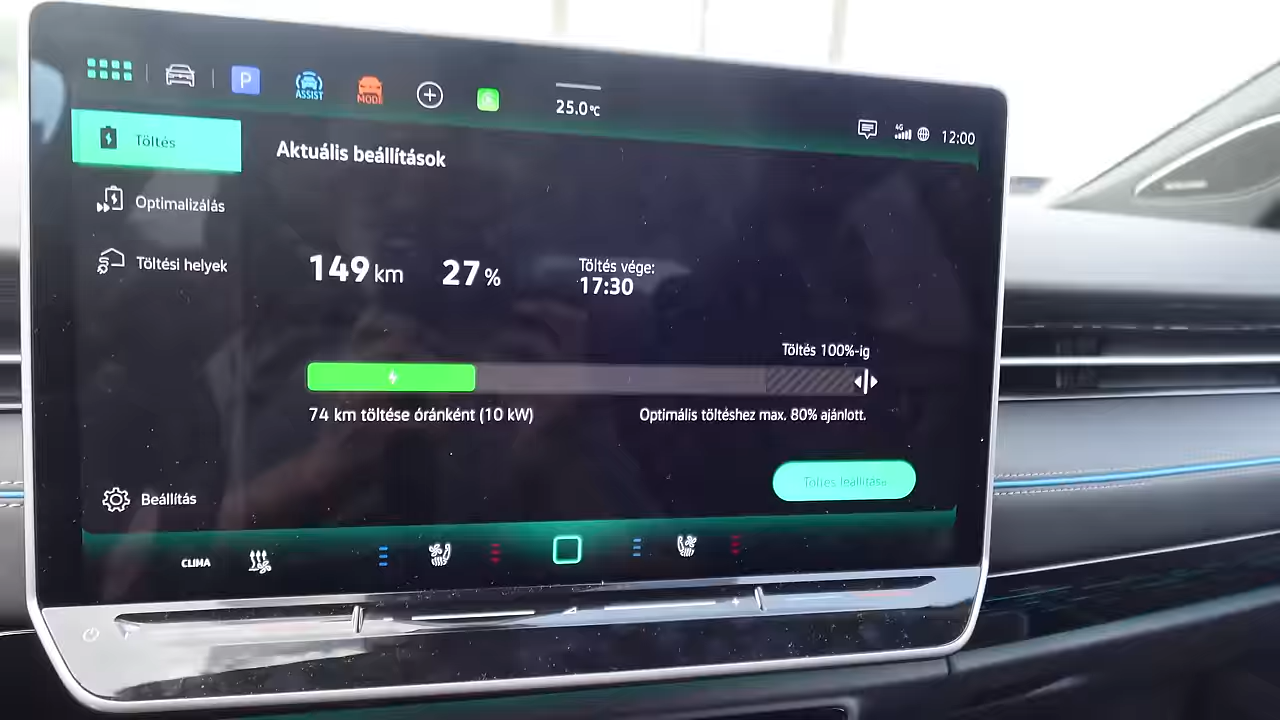 P
ASSIST
MODE
25.0 °C
4G
12:00
Töltés
Aktuális beállítások
Optimalizálás
Töltési helyek
149 km
27 %
Töltés vége:
17:30
Töltés 100%-ig
74 km töltése óránként (10 kW)
Optimális töltéshez max. 80% ajánlott.
Töltés leállítása
Beállítás
CLIMA